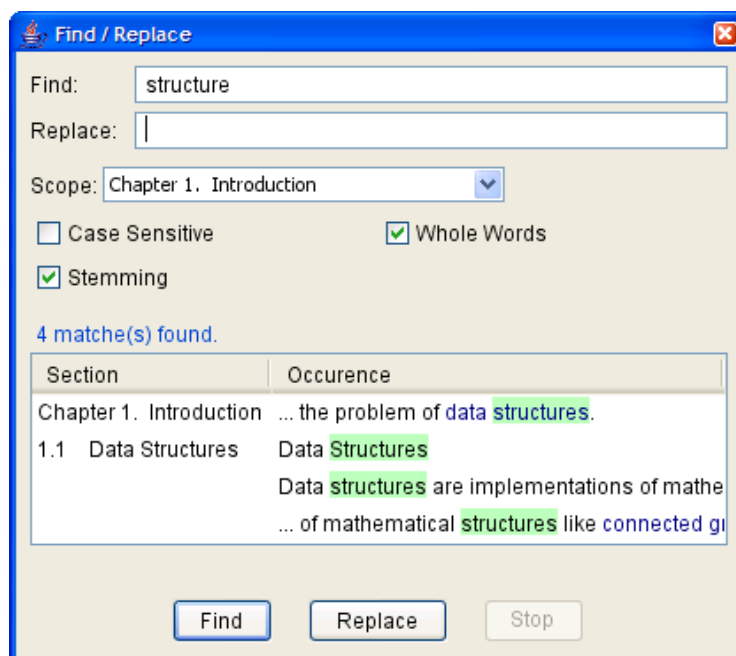 Find / Replace
Find: structure
Replace:
Scope: Chapter 1. Introduction
Case Sensitive Whole Words
Stemming
4 matche(s) found.
Section Occurence
Chapter 1. Introduction ... the problem of data structures.
1.1 Data Structures Data Structures
Data structures are implementations of mathe
... of mathematical structures like connected
Find Replace Stop